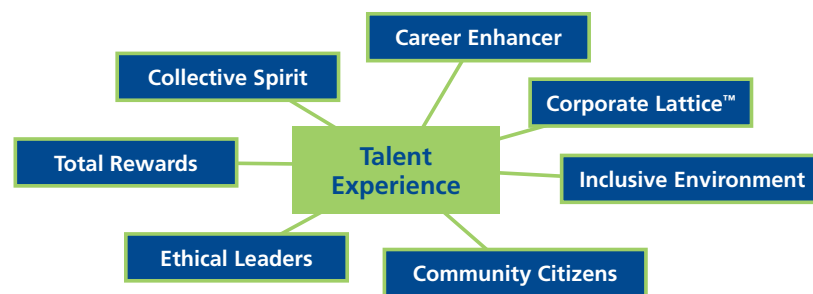 Career Enhancer
Collective Spirit
Corporate Lattice™
Talent
Experience
Total Rewards
Inclusive Environment
Ethical Leaders
Community Citizens